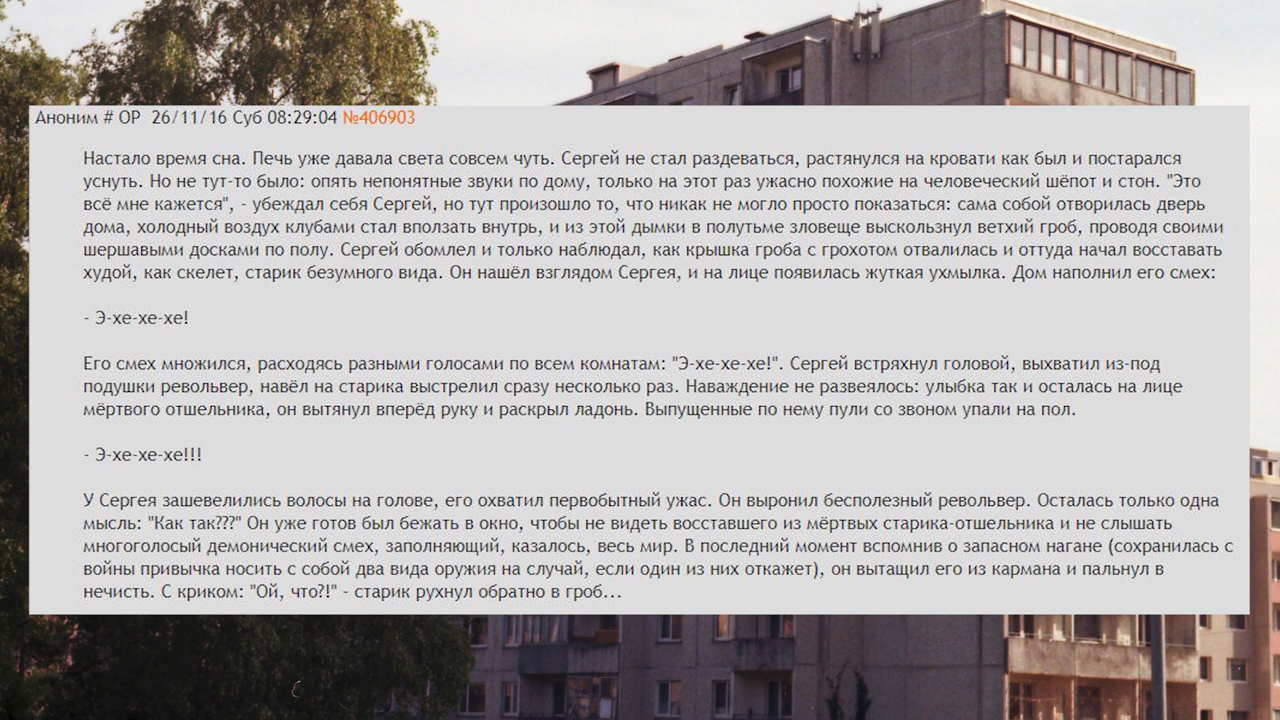 Аноним # OP 26/11/16 Суб 08:29:04 №406903
Настало время сна. Печь уже давала света совсем чуть. Сергей не стал раздеваться, растянулся на кровати как был и постарался
уснуть. Но не тут-то было: опять непонятные звуки по дому, только на этот раз ужасно похожие на человеческий шёпот и стон. "Это
всё мне кажется", - убеждал себя Сергей, но тут произошло то, что никак не могло просто показаться: сама собой отворилась дверь
дома, холодный воздух клубами стал вползать внутрь, и из этой дымки в полутьме зловеще выскользнул ветхий гроб, проводя своими
шершавыми досками по полу. Сергей обомлел и только наблюдал, как крышка гроба с грохотом отвалилась и оттуда начал восставать
худой, как скелет, старик безумного вида. Он нашёл взглядом Сергея, и на лице появилась жуткая ухмылка. Дом наполнил его смех:
- Э-хе-хе-хе!
Его смех множился, расходясь разными голосами по всем комнатам: "Э-хе-хе-хе!". Сергей встряхнул головой, выхватил из-под
подушки револьвер, навёл на старика выстрелил сразу несколько раз. Наваждение не развеялось: улыбка так и осталась на лице
мёртвого отшельника, он вытянул вперёд руку и раскрыл ладонь. Выпущенные по нему пули со звоном упали на пол.
- Э-хе-хе-хе!!!
У Сергея зашевелились волосы на голове, его охватил первобытный ужас. Он выронил бесполезный револьвер. Осталась только одна
мысль: "Как так???" Он уже готов был бежать в окно, чтобы не видеть восставшего из мёртвых старика-отшельника и не слышать
многоголосый демонический смех, заполняющий, казалось, весь мир. В последний момент вспомнив о запасном нагане (сохранилась с
войны привычка носить с собой два вида оружия на случай, если один из них откажет), он вытащил его из кармана и пальнул в
нечисть. С криком: "Ой, что?!" - старик рухнул обратно в гроб...